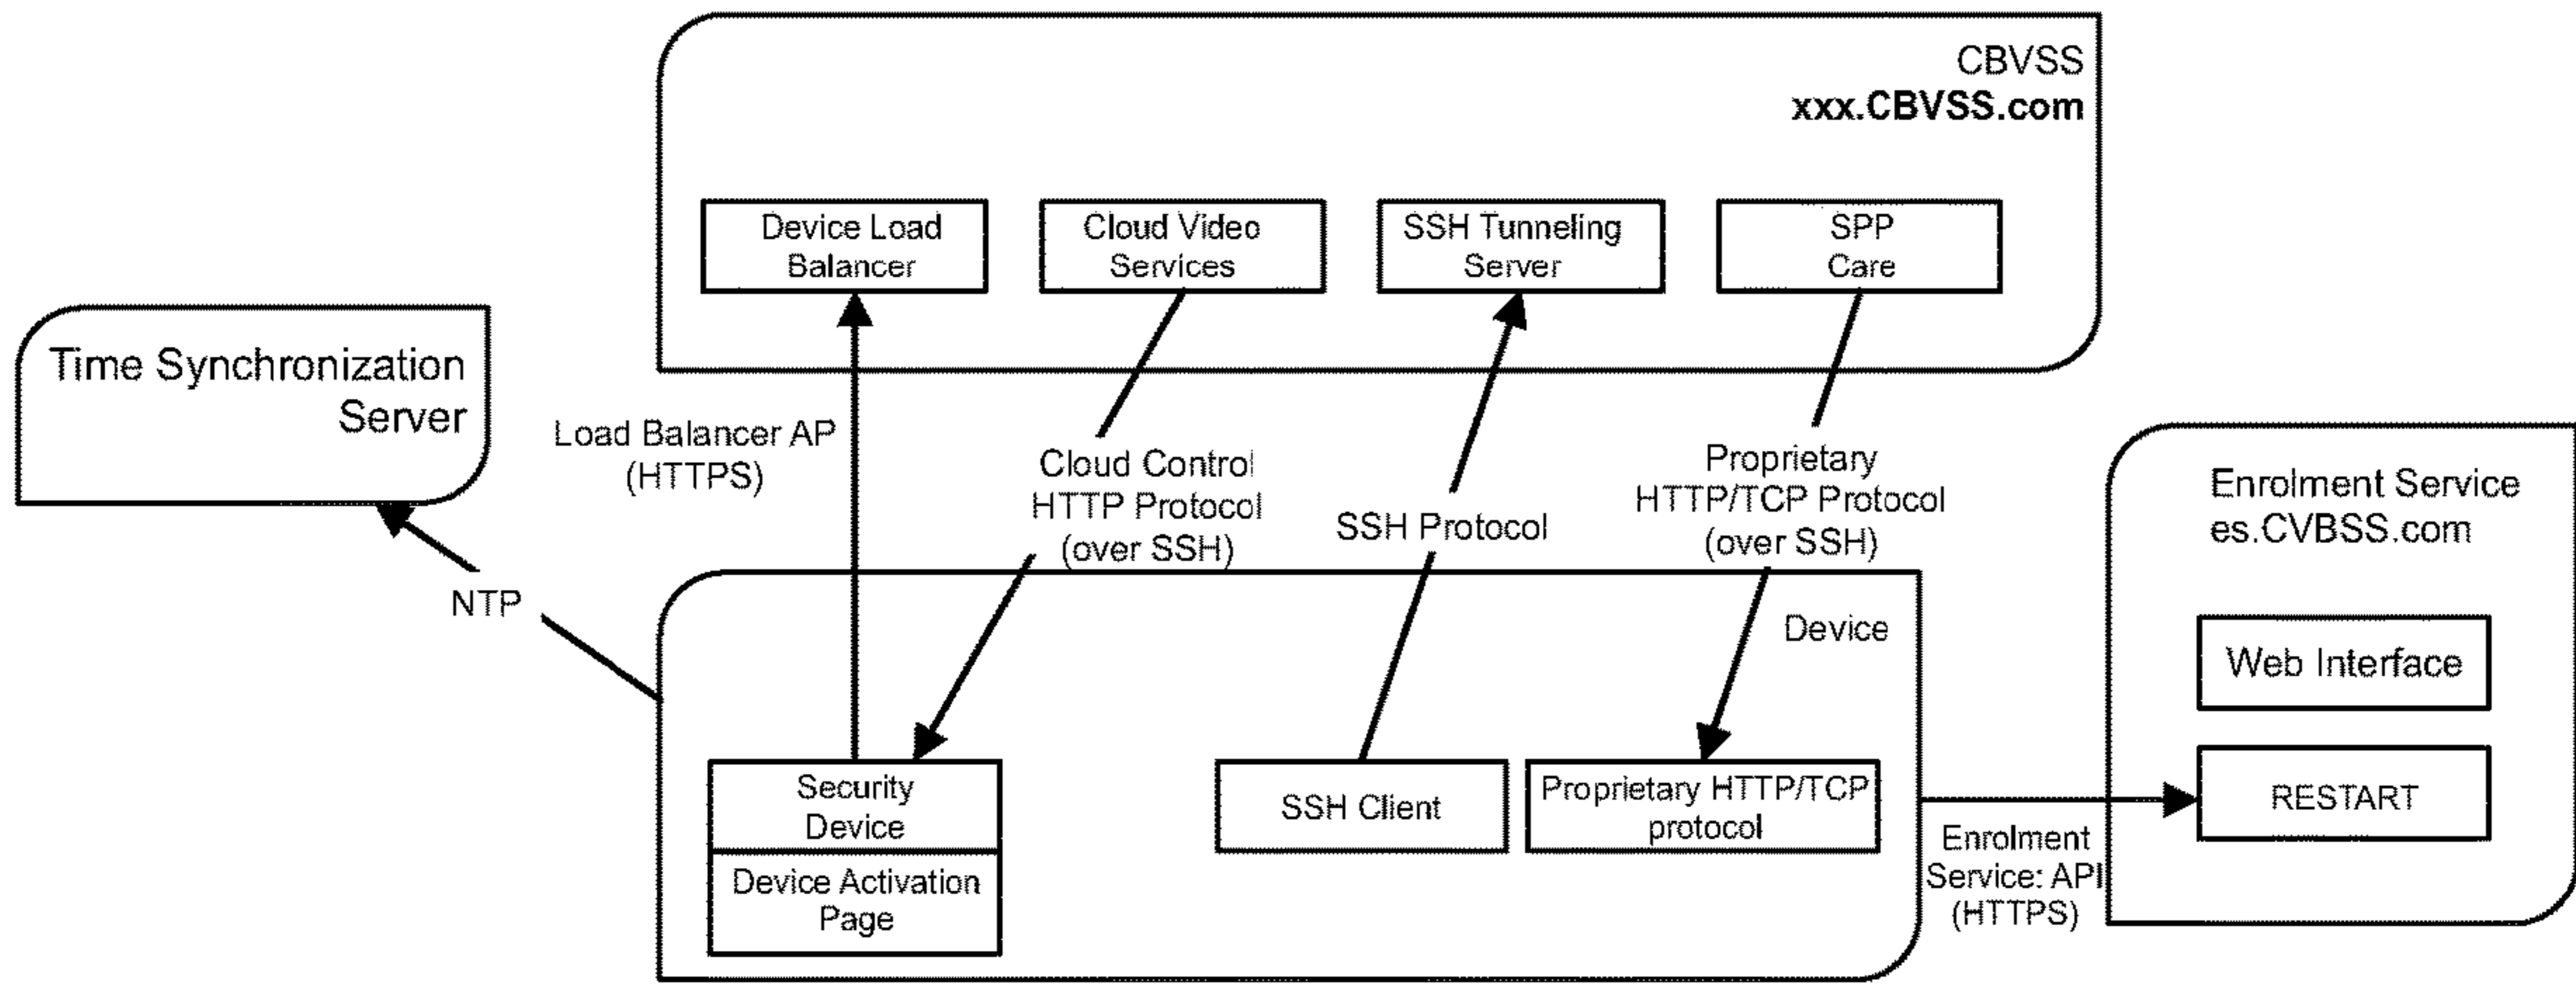 CBVSS
xxx.CBVSS.com
Device Load
Balancer
Cloud Video
Services
SSH Tunneling
Server
SPP
Care
Time Synchronization
Server
Load Balancer AP
(HTTPS)
Cloud Control
HTTP Protocol
(over SSH)
SSH Protocol
Proprietary
HTTP/TCP Protocol
(over SSH)
Enrolment Service
es.CVBSS.com
NTP
Device
Web Interface
Security
Device
Device Activation
Page
SSH Client
Proprietary HTTP/TCP
protocol
RESTART
Enrolment
Service: API
(HTTPS)